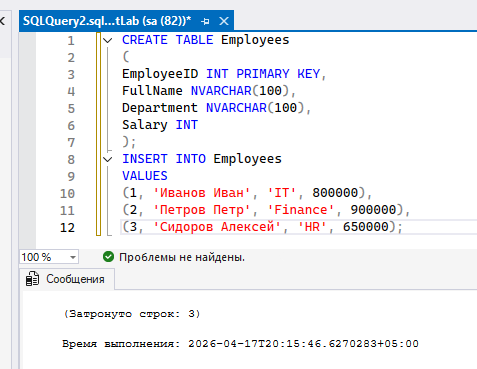 SQLQuery2.sql...tLab (sa (82))*
1 CREATE TABLE Employees
2 (
3 EmployeeID INT PRIMARY KEY,
4 FullName NVARCHAR(100),
5 Department NVARCHAR(100),
6 Salary INT
7 );
8 INSERT INTO Employees
9 VALUES
10 (1, 'Иванов Иван', 'IT', 800000),
11 (2, 'Петров Петр', 'Finance', 900000),
12 (3, 'Сидоров Алексей', 'HR', 650000);
100 % Проблемы не найдены.
Сообщения
(Затронуто строк: 3)
Время выполнения: 2026-04-17T20:15:46.6270283+05:00